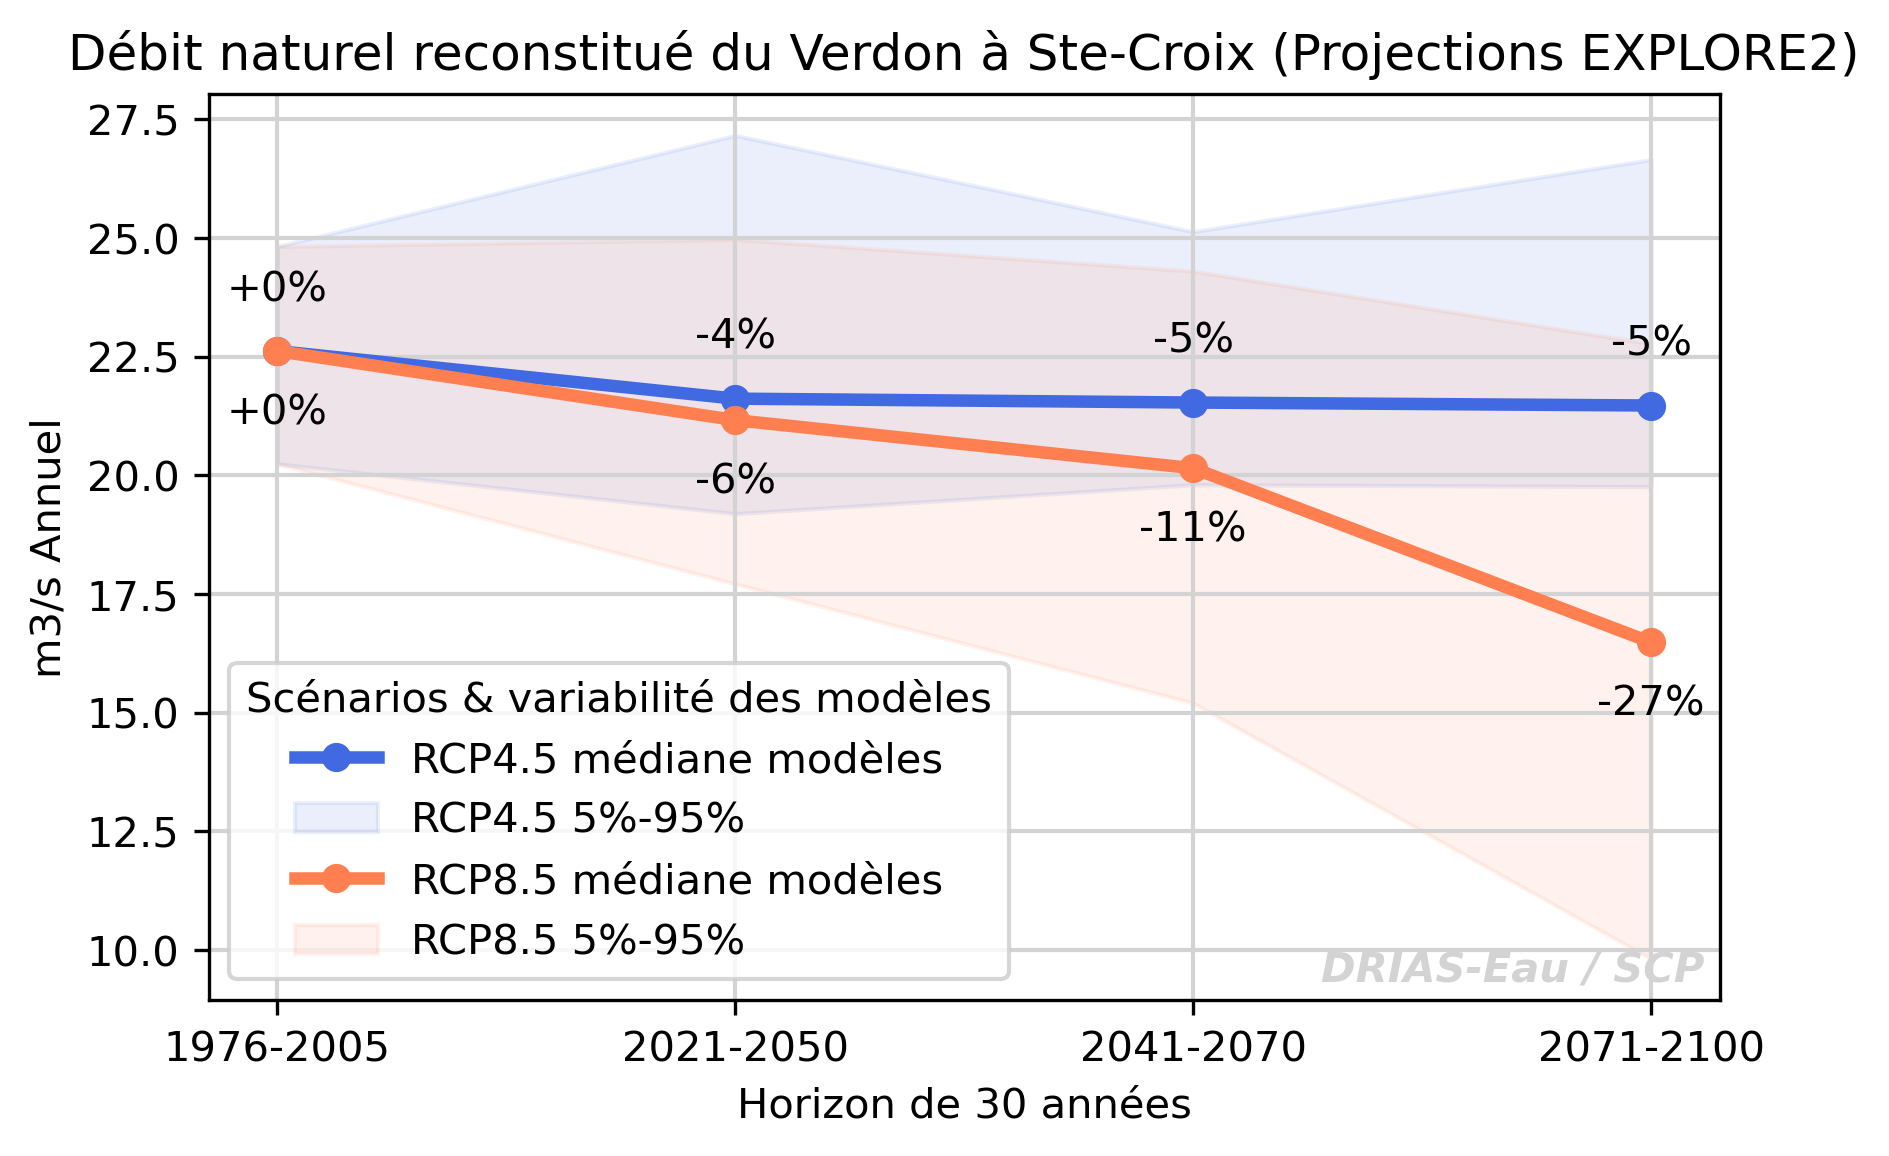 Débit naturel reconstitué du Verdon à Ste-Croix (Projections EXPLORE2)
m3/s Annuel
27.5
25.0
22.5
20.0
17.5
15.0
12.5
10.0
+0%
-4%
-5%
-5%
+0%
-6%
-11%
-27%
Scénarios & variabilité des modèles
RCP4.5 médiane modèles
RCP4.5 5%-95%
RCP8.5 médiane modèles
RCP8.5 5%-95%
DRIAS-Eau / SCP
1976-2005
2021-2050
2041-2070
2071-2100
Horizon de 30 années